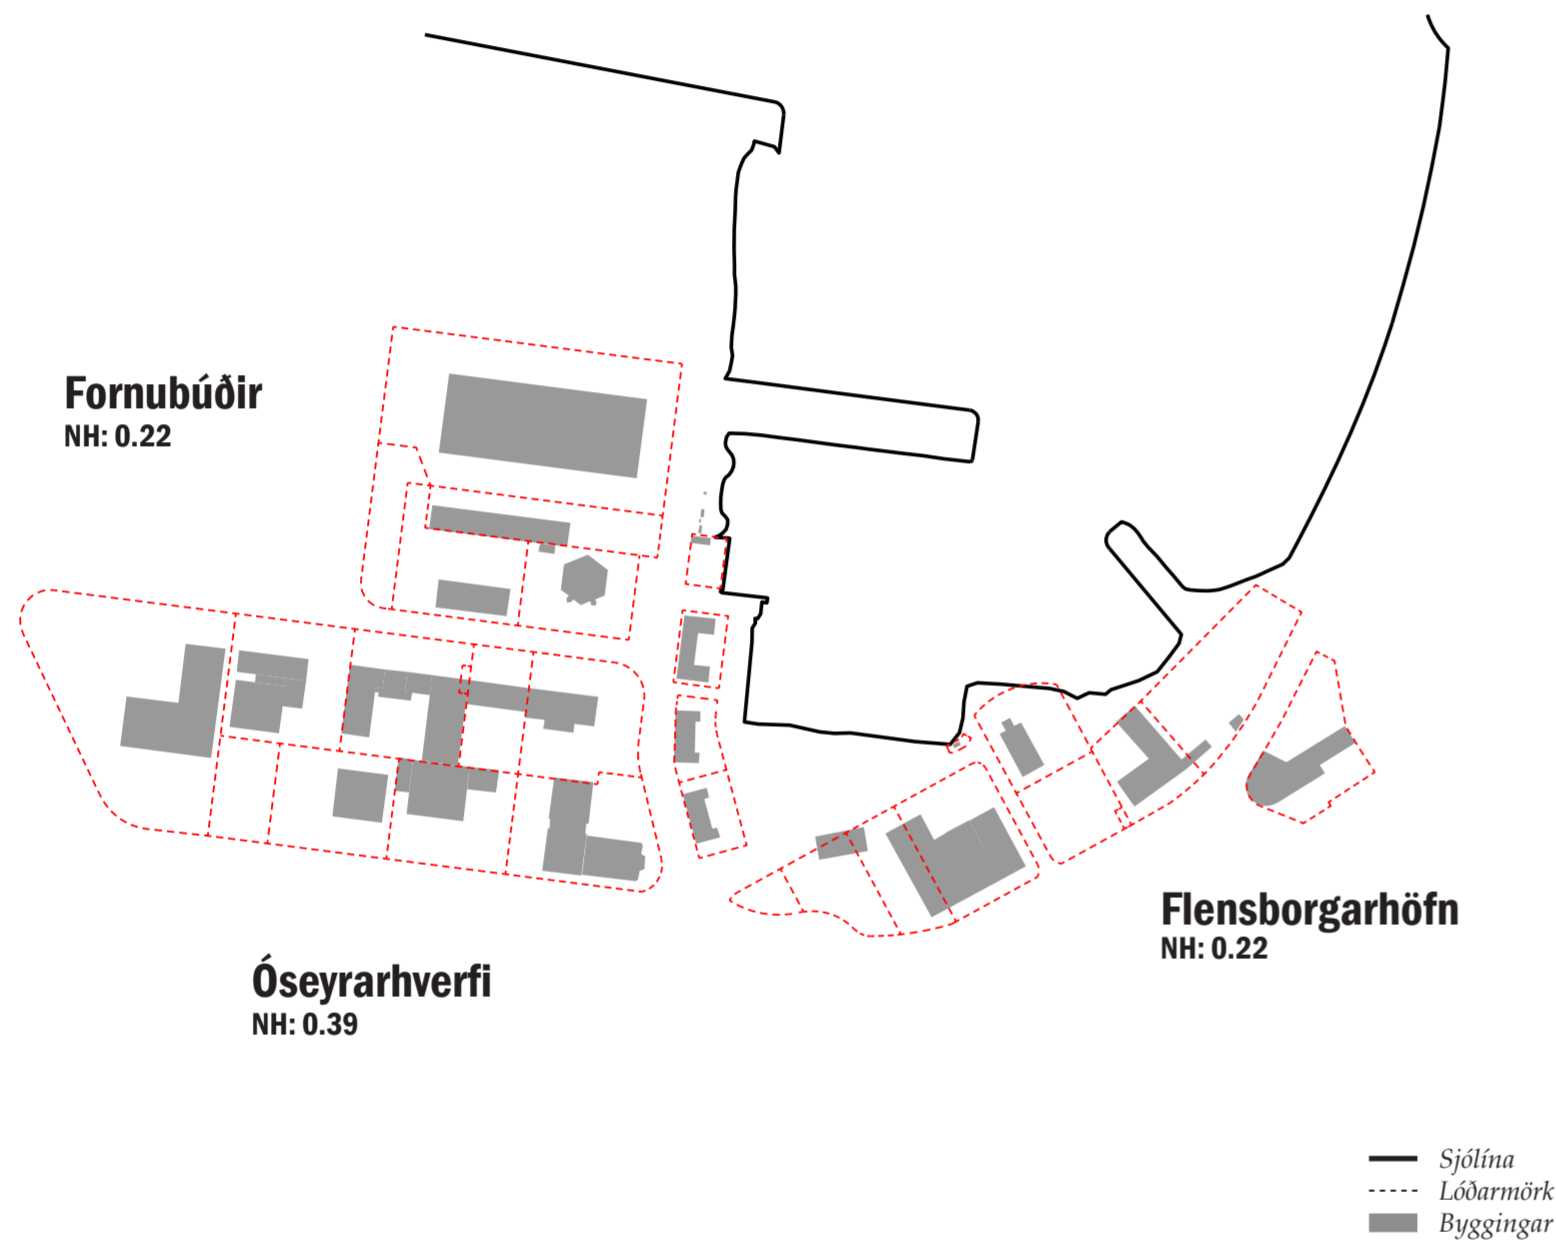 Fornubúðir
NH: 0.22
Flensborgarhöfn
NH: 0.22
Óseyrarhverfi
NH: 0.39
Sjólína
Lóðarmörk
Byggingar